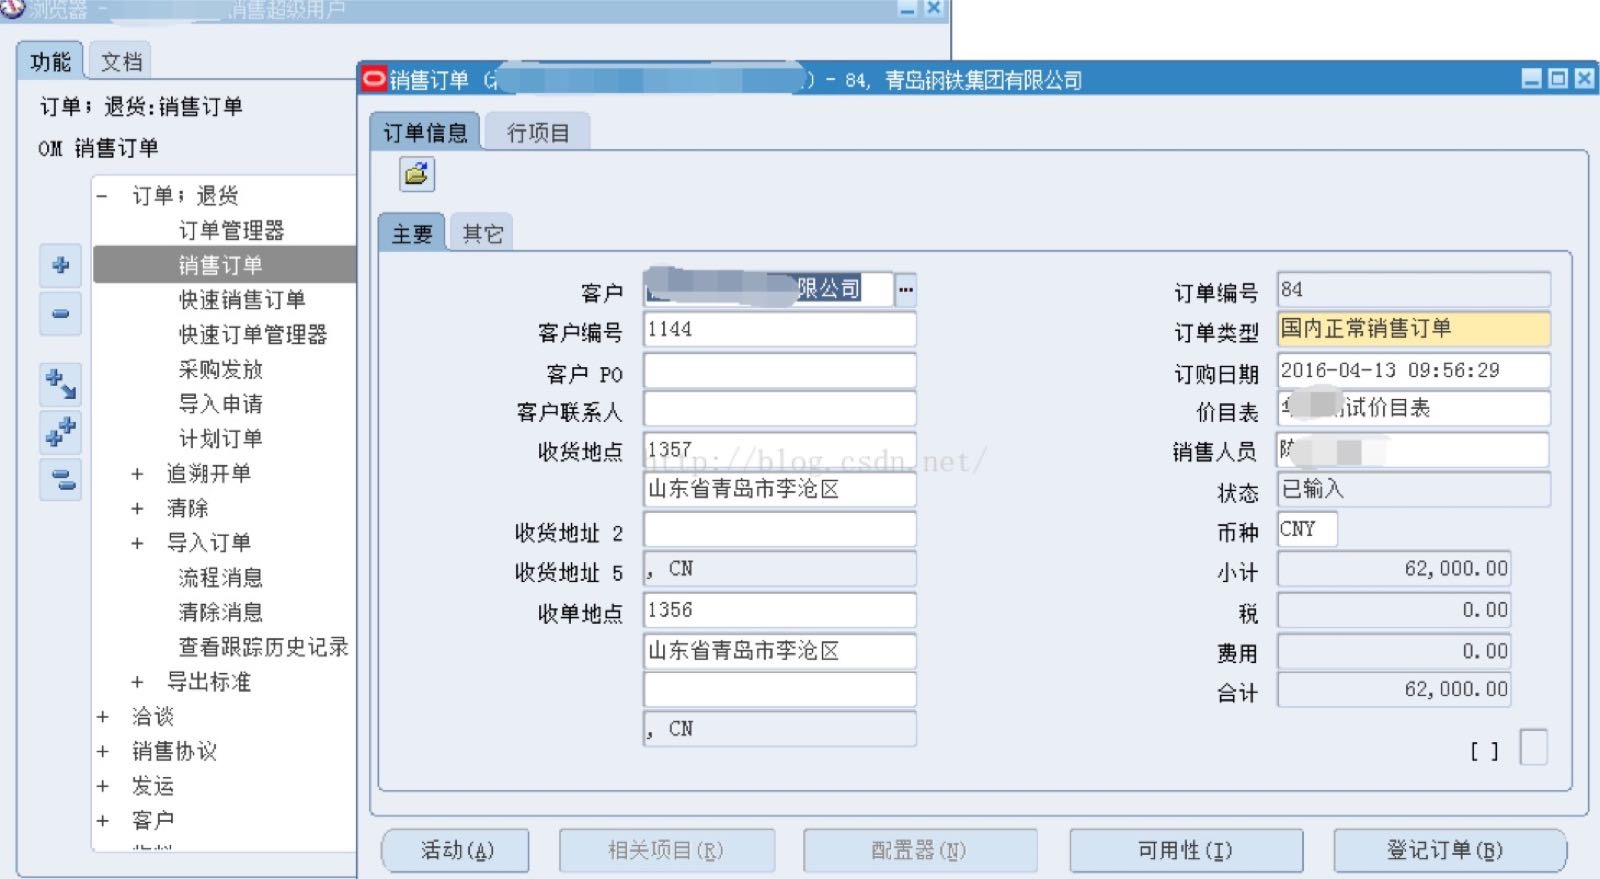 浏览器 - 销售超级用户
功能 文档
订单；退货:销售订单
OM 销售订单
- 订单；退货
订单管理器
销售订单
快速销售订单
快速订单管理器
采购发放
导入申请
计划订单
+ 追溯开单
+ 清除
+ 导入订单
流程消息
清除消息
查看跟踪历史记录
+ 导出标准
+ 洽谈
+ 销售协议
+ 发运
+ 客户
销售订单 ( ) - 84, 青岛钢铁集团有限公司
订单信息 行项目
主要 其它
客户 限公司 ...
客户编号 1144
客户 PO
客户联系人
收货地点 1357
山东省青岛市李沧区
收货地址 2
收货地址 5 , CN
收单地点 1356
山东省青岛市李沧区
, CN
订单编号 84
订单类型 国内正常销售订单
订购日期 2016-04-13 09:56:29
价目表 试价目表
销售人员
状态 已输入
币种 CNY
小计 62,000.00
税 0.00
费用 0.00
合计 62,000.00
[ ]
http://blog.csdn.net/
活动(A) 相关项目(R) 配置器(N) 可用性(I) 登记订单(B)